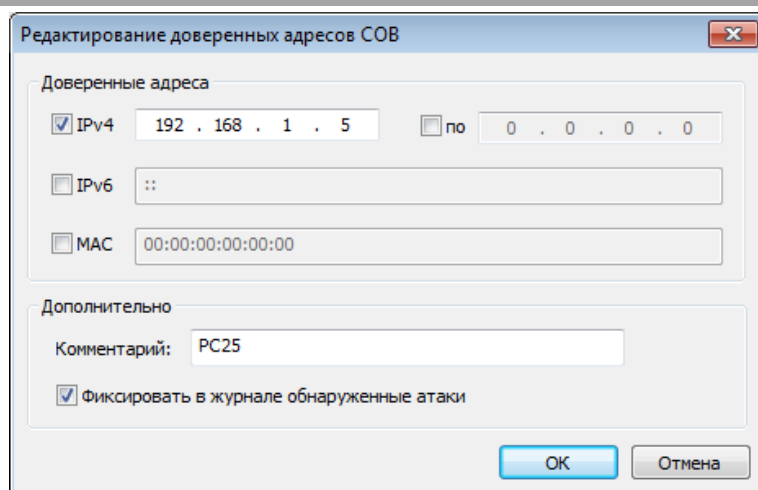 Редактирование доверенных адресов СОВ
Доверенные адреса
IPv4 192 . 168 . 1 . 5 по 0 . 0 . 0 . 0
IPv6 ::
MAC 00:00:00:00:00:00
Дополнительно
Комментарий: PC25
Фиксировать в журнале обнаруженные атаки
ОК Отмена